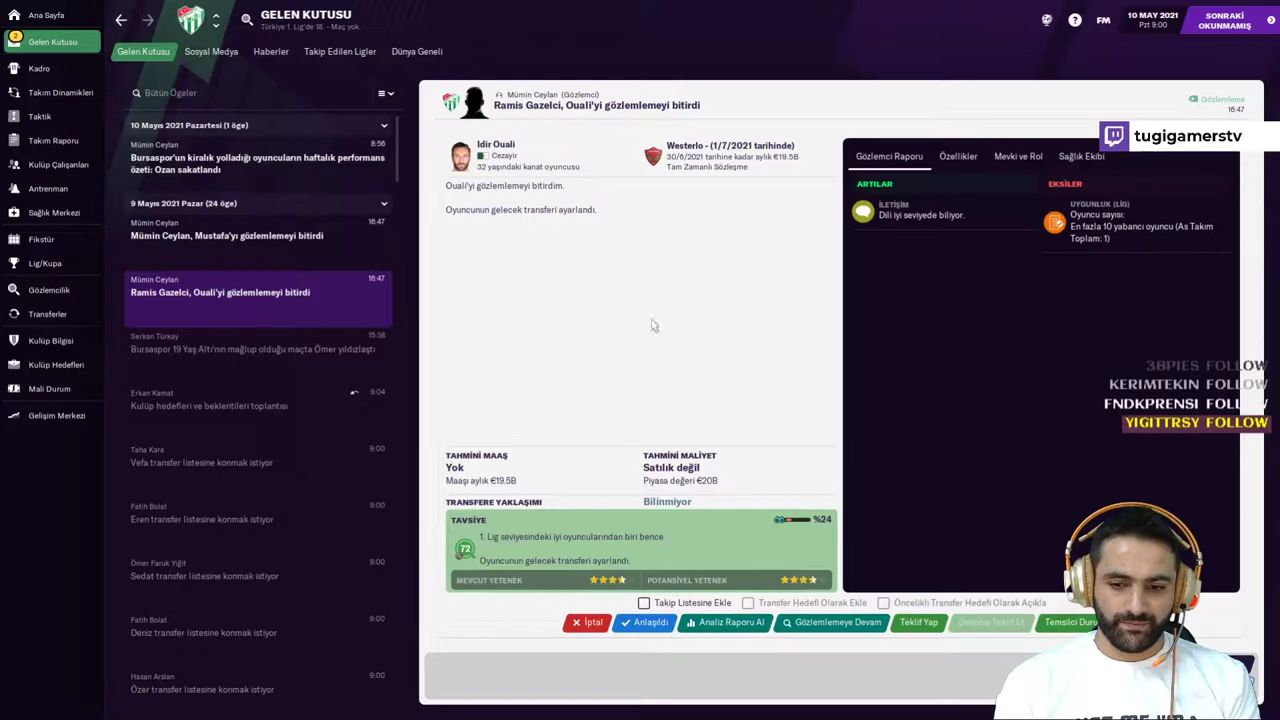 Ana Sayfa
2
Gelen Kutusu
Kadro
Takım Dinamikleri
Taktik
Takım Raporu
Kulüp Çalışanları
Antrenman
Sağlık Merkezi
Fikstür
Lig/Kupa
Gözlemcilik
Transferler
Kulüp Bilgisi
Kulüp Hedefleri
Mali Durum
Gelişim Merkezi
GELEN KUTUSU
Türkiye 1. Lig'de 18. - Maç yok.
FM
10 MAY 2021
Pzt 9:00
SONRAKİ
OKUNMAMIŞ
Gelen Kutusu
Sosyal Medya
Haberler
Takip Edilen Ligler
Dünya Geneli
Bütün Ögeler
10 Mayıs 2021 Pazartesi (1 öge)
Mümin Ceylan
8:56
Bursaspor'un kiralık yolladığı oyuncuların haftalık performans
özeti: Ozan sakatlandı
9 Mayıs 2021 Pazar (24 öge)
Mümin Ceylan
16:47
Mümin Ceylan, Mustafa'yı gözlemlemeyi bitirdi
Mümin Ceylan
16:47
Ramis Gazelci, Ouali'yi gözlemlemeyi bitirdi
Serkan Türkay
15:38
Bursaspor 19 Yaş Altı'nın mağlup olduğu maçta Ömer yıldızlaştı
Erkan Kamat
9:04
Kulüp hedefleri ve beklentileri toplantısı
Taha Kara
9:00
Vefa transfer listesine konmak istiyor
Fatih Bolat
9:00
Eren transfer listesine konmak istiyor
Ömer Faruk Yiğit
9:00
Sedat transfer listesine konmak istiyor
Fatih Bolat
9:00
Deniz transfer listesine konmak istiyor
Hasan Arslan
9:00
Özer transfer listesine konmak istiyor
Mümin Ceylan (Gözlemci)
Ramis Gazelci, Ouali'yi gözlemlemeyi bitirdi
Gözlemleme
16:47
tugigamerstv
Idir Ouali
Cezayir
32 yaşındaki kanat oyuncusu
Westerlo - (1/7/2021 tarihinde)
30/6/2021 tarihine kadar aylık €19.5B
Tam Zamanlı Sözleşme
Ouali'yi gözlemlemeyi bitirdim.
Oyuncunun gelecek transferi ayarlandı.
Gözlemci Raporu
Özellikler
Mevki ve Rol
Sağlık Ekibi
ARTILAR
İLETİŞİM
Dili iyi seviyede biliyor.
EKSİLER
UYGUNLUK (LİG)
Oyuncu sayısı:
En fazla 10 yabancı oyuncu (As Takım
Toplam: 1)
38PIES FOLLOW
KERIMTEKIN FOLLOW
FNDKPRENSI FOLLOW
YIGITTRSY FOLLOW
TAHMİNİ MAAŞ
Yok
Maaşı aylık €19.5B
TAHMİNİ MALİYET
Satılık değil
Piyasa değeri €20B
TRANSFERE YAKLAŞIMI
Bilinmiyor
TAVSİYE
%24
72
1. Lig seviyesindeki iyi oyuncularından biri bence
Oyuncunun gelecek transferi ayarlandı.
MEVCUT YETENEK
POTANSİYEL YETENEK
Takip Listesine Ekle
Transfer Hedefi Olarak Ekle
Öncelikli Transfer Hedefi Olarak Açıkla
İptal
Anlaşıldı
Analiz Raporu Al
Gözlemlemeye Devam
Teklif Yap
Deneme Teklif Et
Temsilci Duru